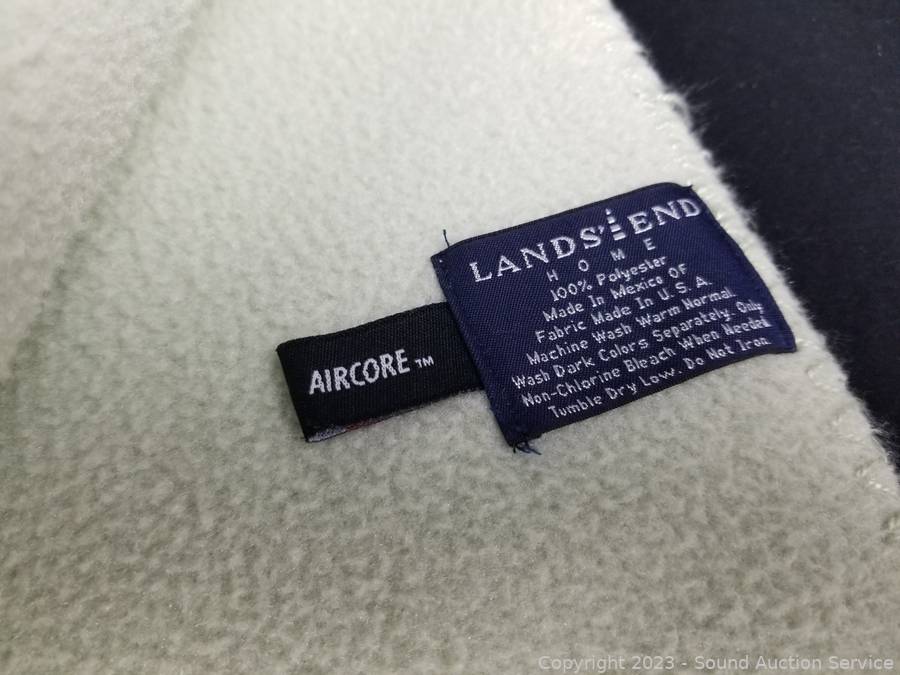 LANDS' END
HOME
100% Polyester
Made In Mexico OF
Fabric Made In U.S.A.
Machine Wash Warm Normal
Wash Dark Colors Separately. Only
Non-Chlorine Bleach When Needed
Tumble Dry Low. Do Not Iron
AIRCORE™
Copyright 2023 - Sound Auction Service